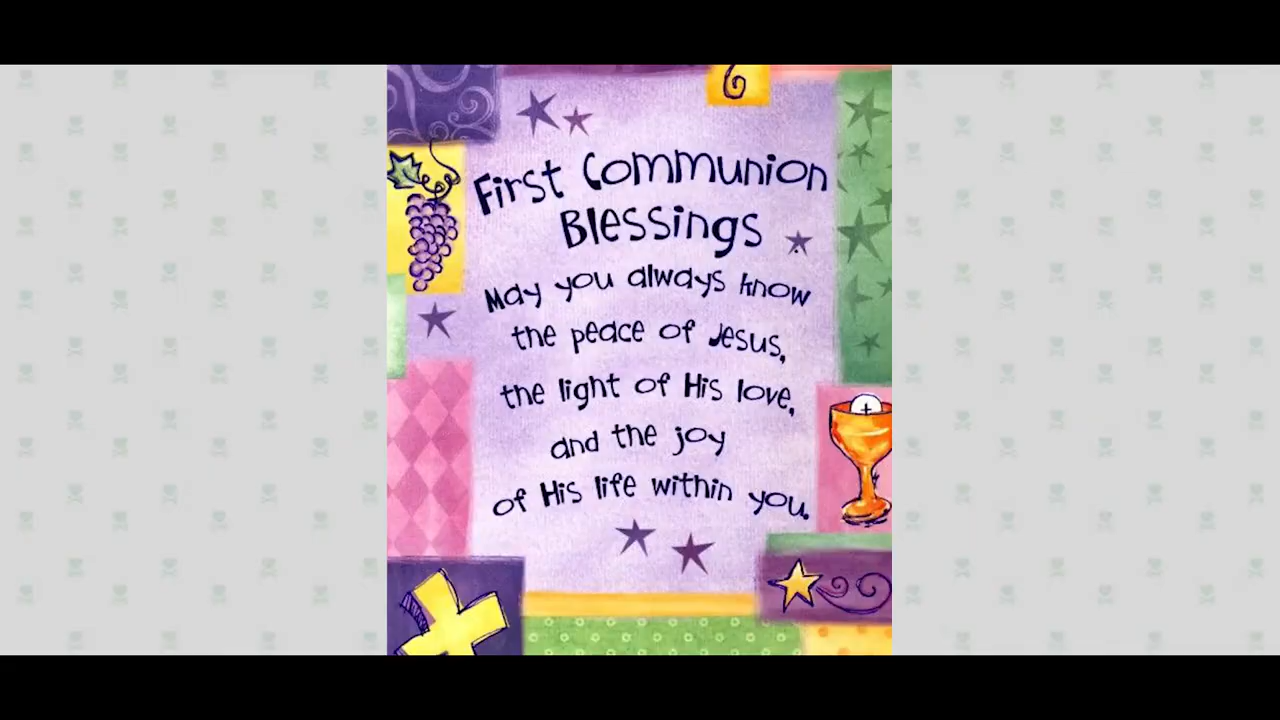 First Communion
Blessings
May you always know
the peace of Jesus,
the light of His love,
and the joy
of His life within you.